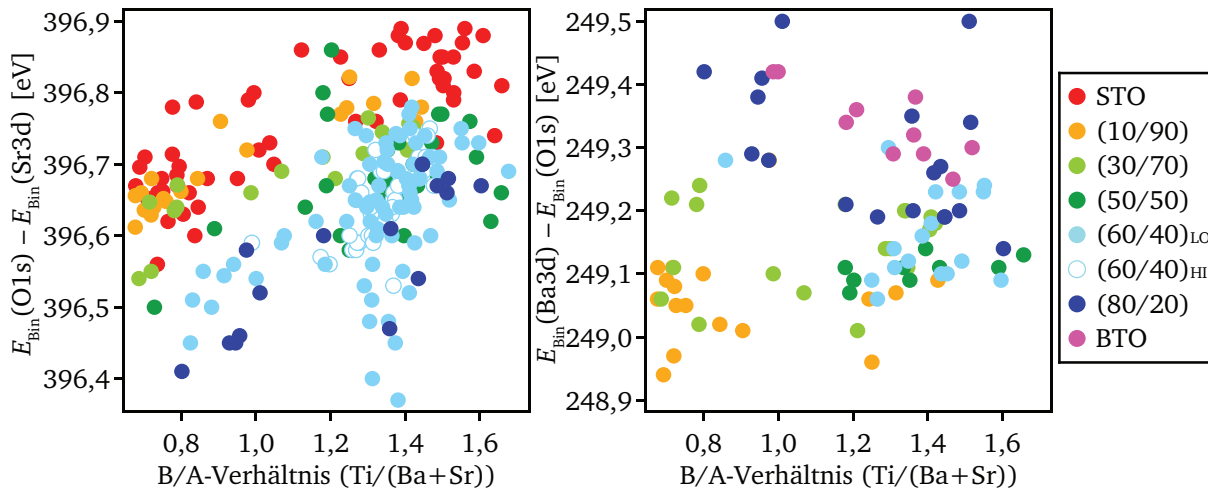 E_Bin(O1s) − E_Bin(Sr3d) [eV]
396,9
396,8
396,7
396,6
396,5
396,4
0,8 1,0 1,2 1,4 1,6
B/A-Verhältnis (Ti/(Ba+Sr))
E_Bin(Ba3d) − E_Bin(O1s) [eV]
249,5
249,4
249,3
249,2
249,1
249,0
248,9
0,8 1,0 1,2 1,4 1,6
B/A-Verhältnis (Ti/(Ba+Sr))
STO
(10/90)
(30/70)
(50/50)
(60/40)LO
(60/40)HI
(80/20)
BTO